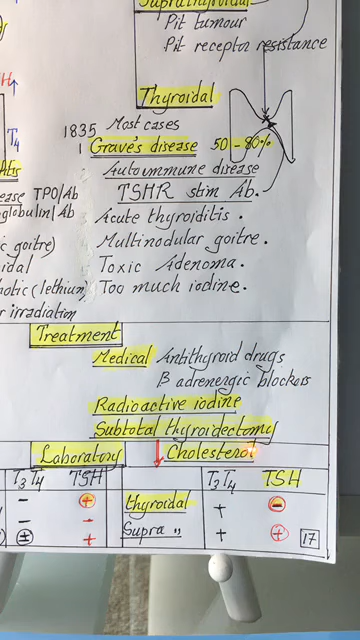 Suprathyroidal
Pit tumour
Pit receptor resistance
Thyroidal
1835 Most cases
1 Grave's disease 50-80%
Autoimmune disease
TSHR stim Ab.
TPO/Ab
globulin/Ab
Acute thyroiditis.
c goitre) Multinodular goitre.
idal Toxic Adenoma.
otic (lethium) Too much iodine.
r irradiation
T4
Treatment
Medical Antithyroid drugs
B adrenergic blockers
Radioactive iodine
Subtotal thyroidectomy
Laboratory ↓ Cholesterol
T3 T4 TSH T3 T4 TSH
- + thyroidal + -
- -
± + Supra ,, + +
17